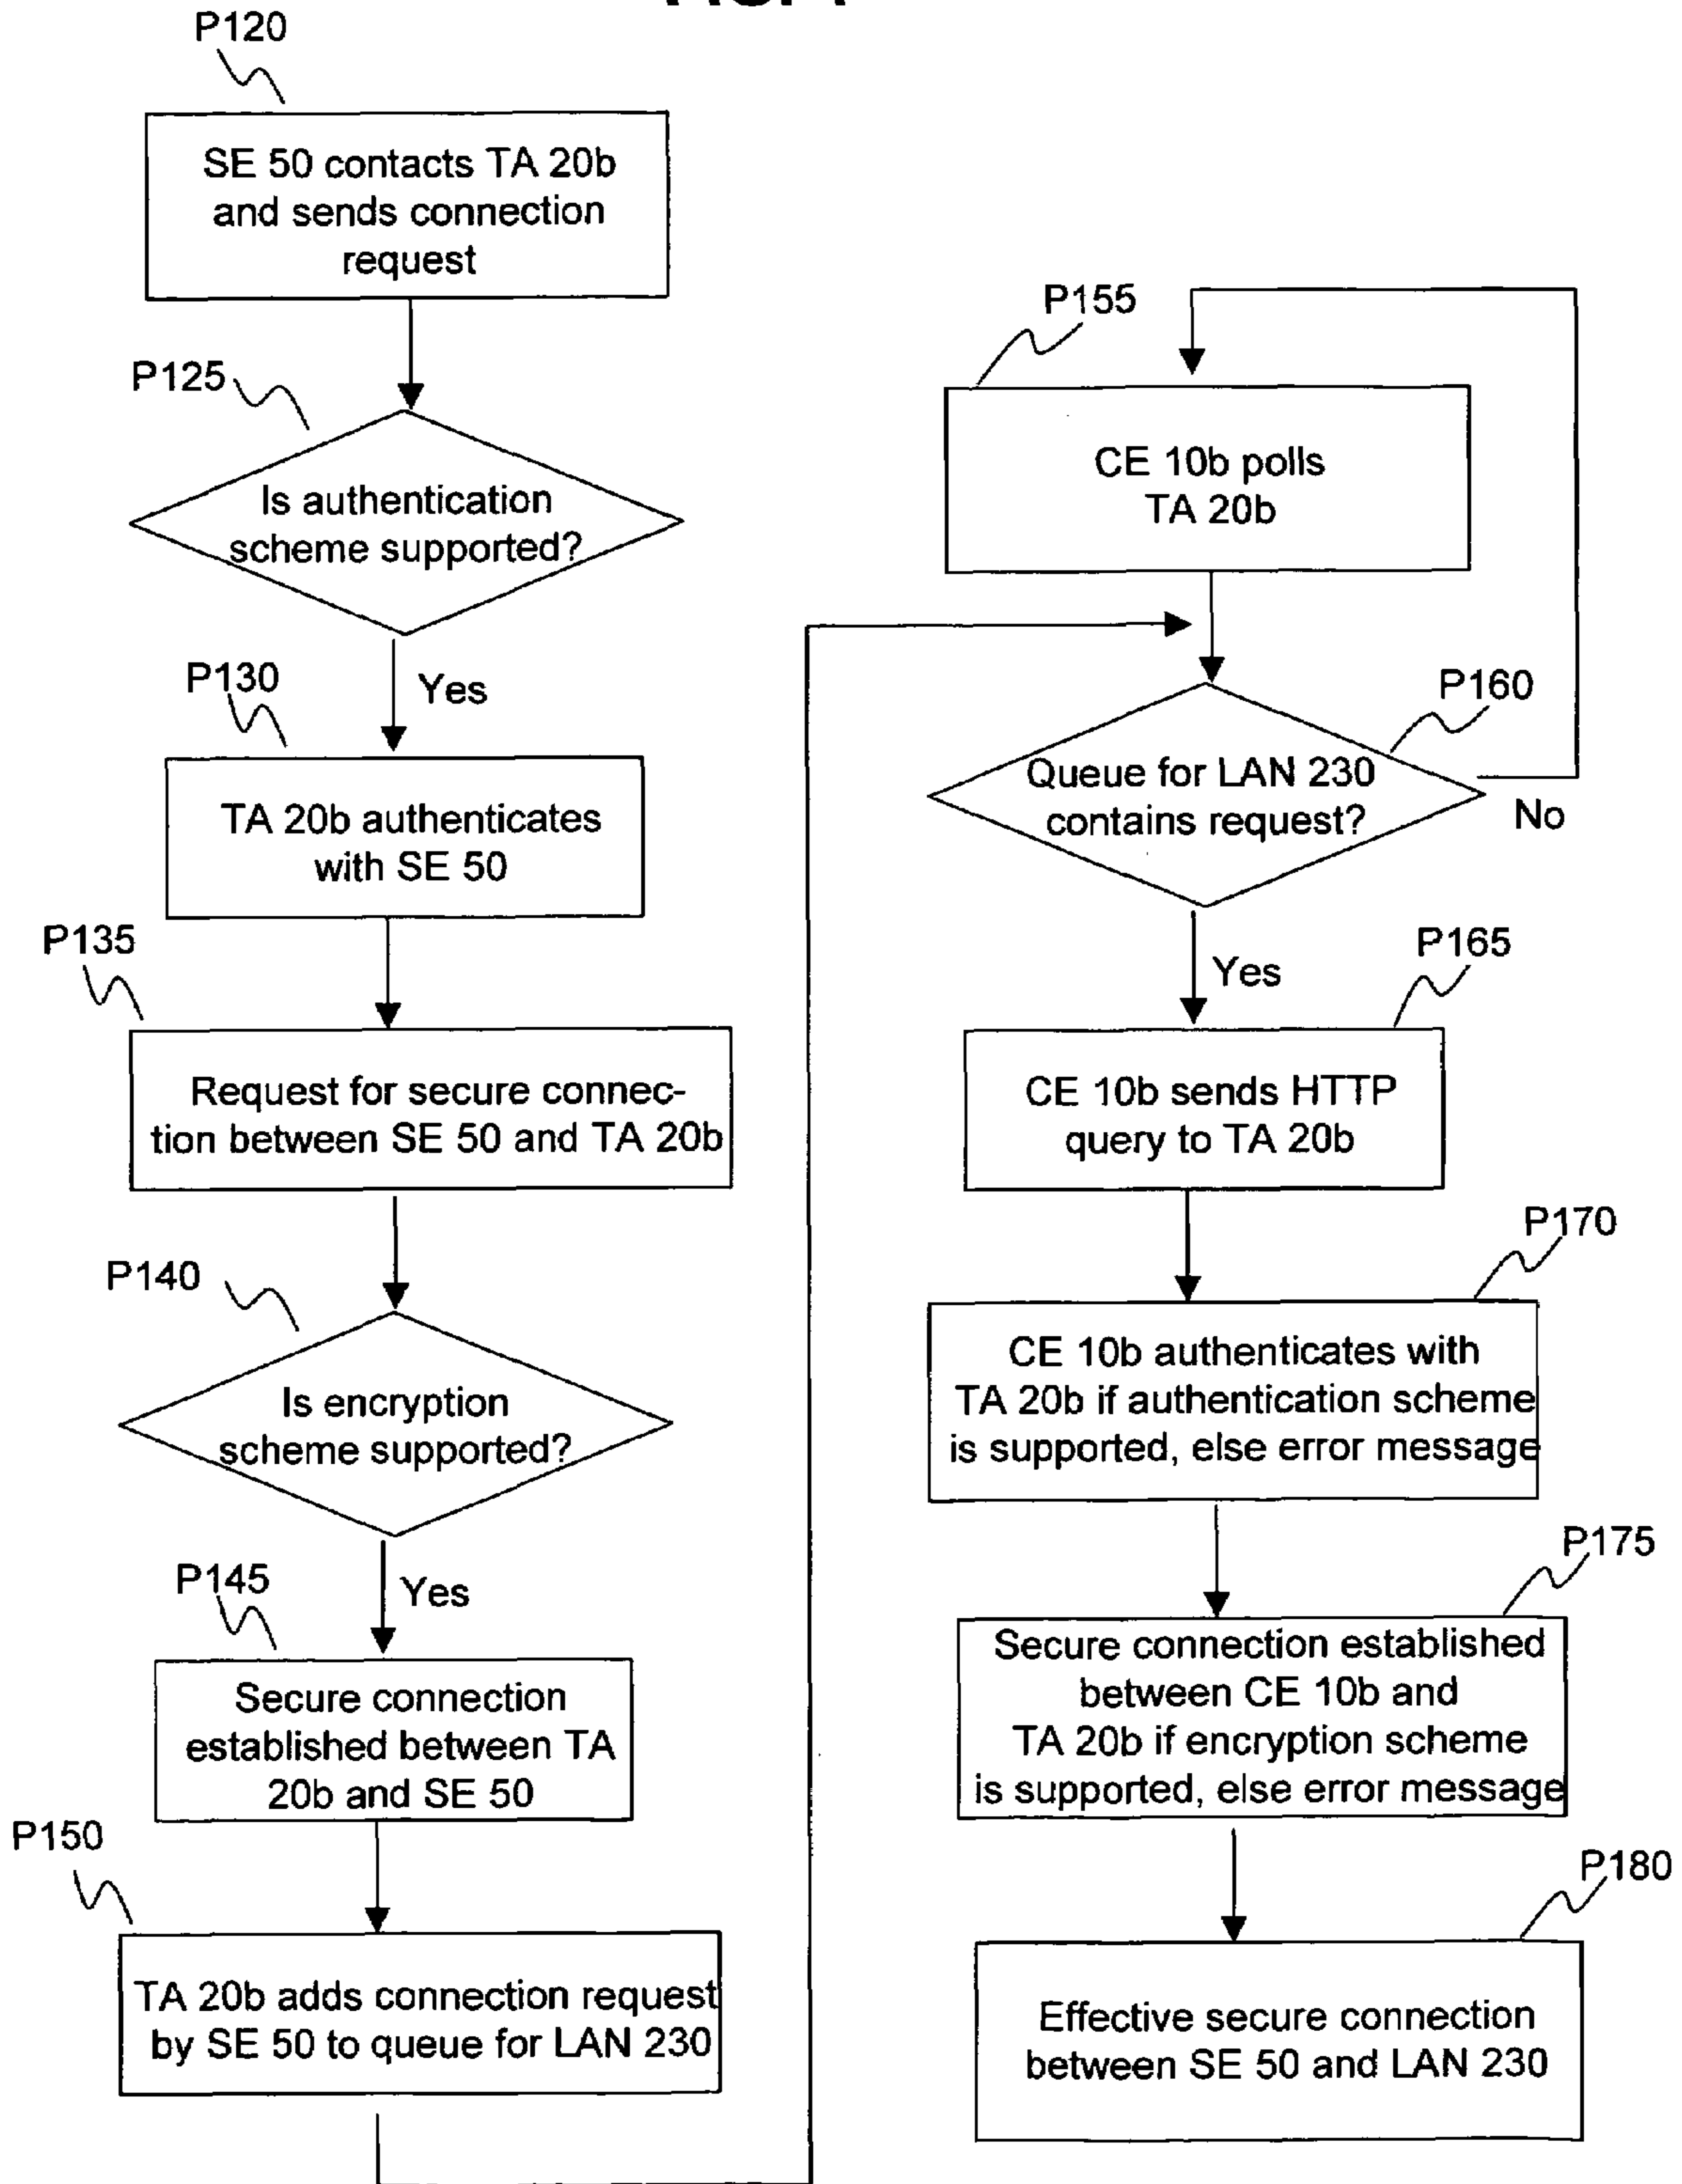 P120
SE 50 contacts TA 20b
and sends connection
request
P125
Is authentication
scheme supported?
Yes
P130
TA 20b authenticates
with SE 50
P135
Request for secure connec-
tion between SE 50 and TA 20b
P140
Is encryption
scheme supported?
Yes
P145
Secure connection
established between TA
20b and SE 50
P150
TA 20b adds connection request
by SE 50 to queue for LAN 230
P155
CE 10b polls
TA 20b
P160
Queue for LAN 230
contains request?
No
Yes
P165
CE 10b sends HTTP
query to TA 20b
P170
CE 10b authenticates with
TA 20b if authentication scheme
is supported, else error message
P175
Secure connection established
between CE 10b and
TA 20b if encryption scheme
is supported, else error message
P180
Effective secure connection
between SE 50 and LAN 230